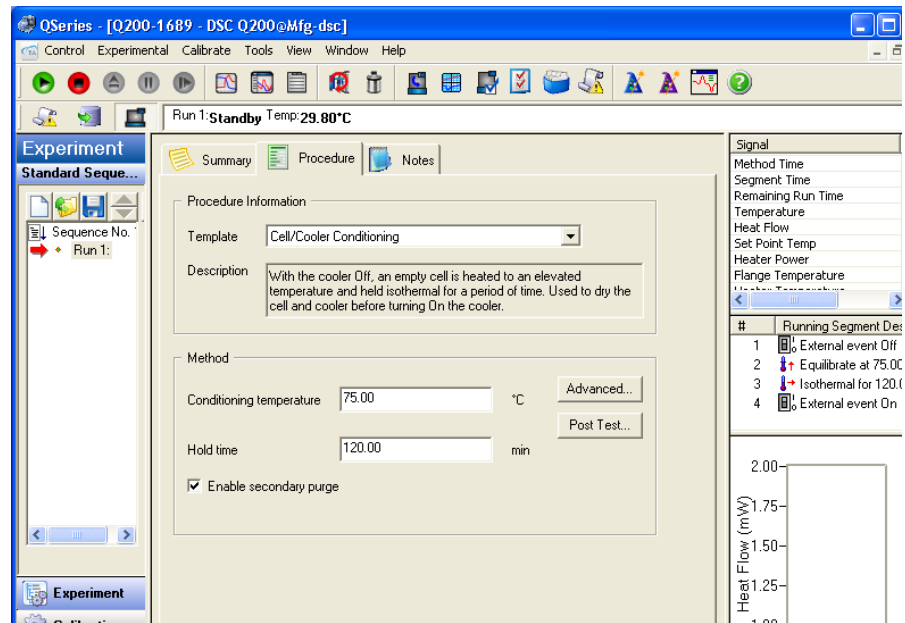 QSeries - [Q200-1689 - DSC Q200@Mfg-dsc]
Control Experimental Calibrate Tools View Window Help
Run 1:Standby Temp:29.80°C
Experiment
Standard Seque...
Sequence No.
Run 1:
Experiment
Summary
Procedure
Notes
Procedure Information
Template
Cell/Cooler Conditioning
Description
With the cooler Off, an empty cell is heated to an elevated
temperature and held isothermal for a period of time. Used to dry the
cell and cooler before turning On the cooler.
Method
Conditioning temperature 75.00 °C
Advanced...
Post Test...
Hold time 120.00 min
Enable secondary purge
Signal
Method Time
Segment Time
Remaining Run Time
Temperature
Heat Flow
Set Point Temp
Heater Power
Flange Temperature
# Running Segment Des
1 External event Off
2 Equilibrate at 75.00
3 Isothermal for 120.0
4 External event On
2.00
1.75
1.50
1.25
Heat Flow (mW)